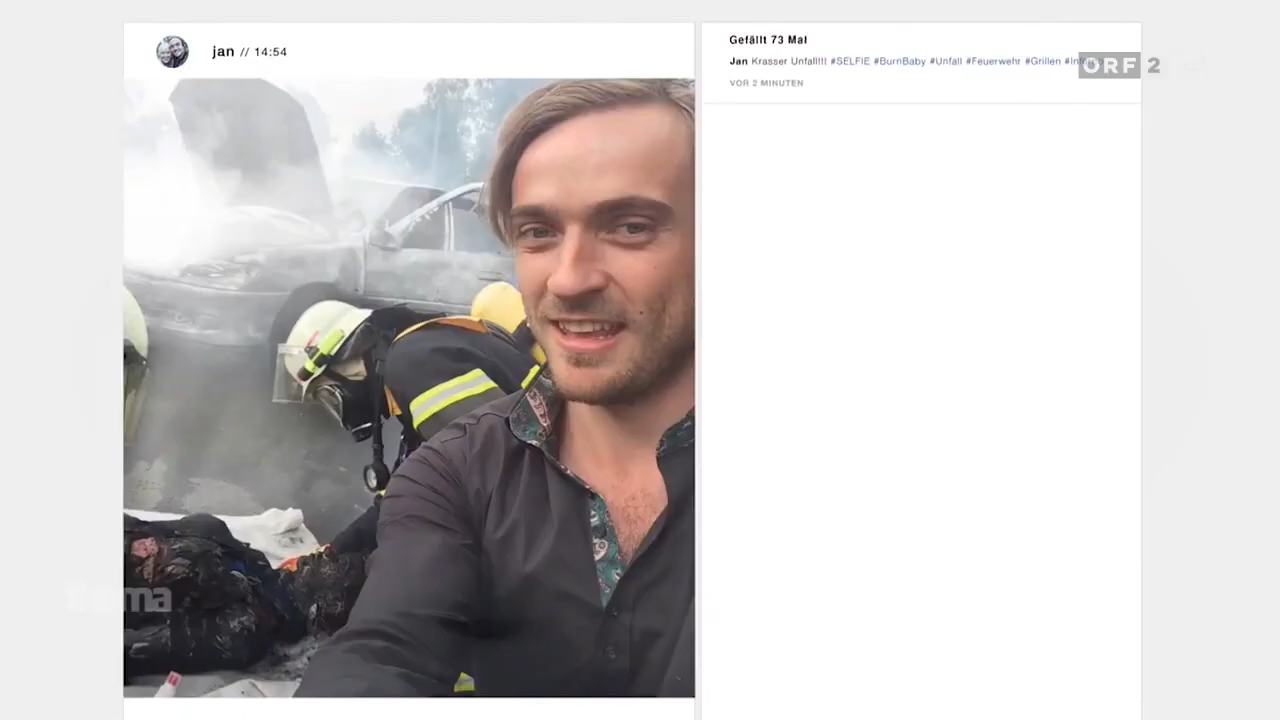 jan // 14:54
Gefällt 73 Mal
Jan Krasser Unfall!!! #SELFIE #BurnBaby #Unfall #Feuerwehr #Grillen
VOR 2 MINUTEN
ORF 2
thema